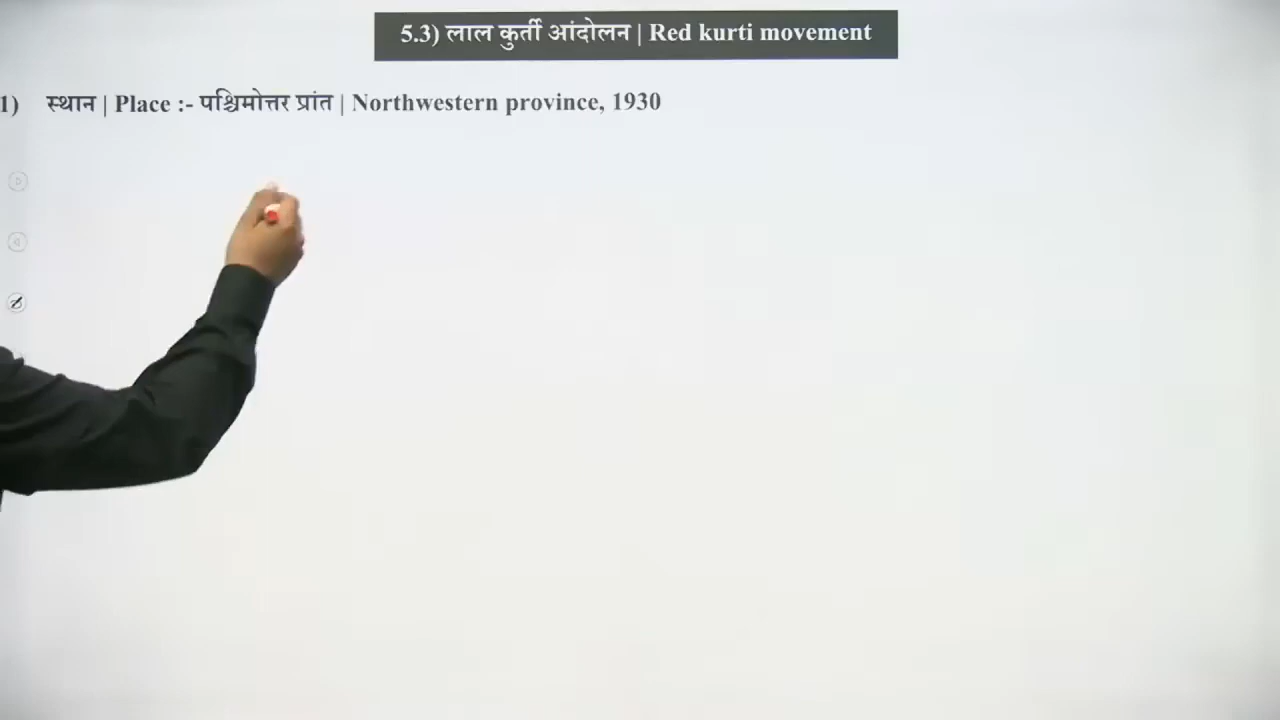 5.3) लाल कुर्ती आंदोलन | Red kurti movement
1) स्थान | Place :- पश्चिमोत्तर प्रांत | Northwestern province, 1930